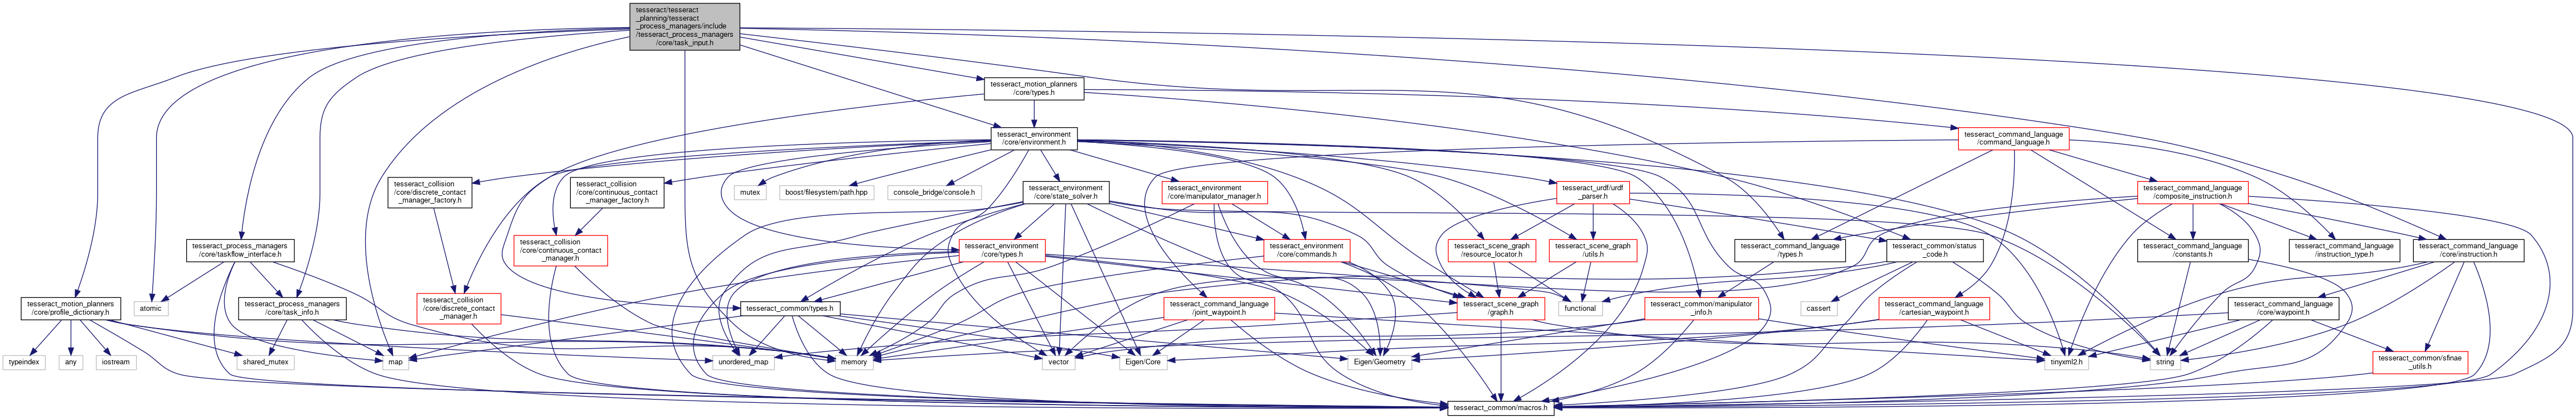 tesseract/tesseract
_planning/tesseract
_process_managers/include
/tesseract_process_managers
/core/task_input.h
tesseract_motion_planners
/core/types.h
tesseract_environment
/core/environment.h
tesseract_command_language
/command_language.h
tesseract_collision
/core/discrete_contact
_manager_factory.h
tesseract_collision
/core/continuous_contact
_manager_factory.h
mutex
boost/filesystem/path.hpp
console_bridge/console.h
tesseract_environment
/core/state_solver.h
tesseract_environment
/core/manipulator_manager.h
tesseract_urdf/urdf
_parser.h
tesseract_command_language
/composite_instruction.h
tesseract_process_managers
/core/taskflow_interface.h
tesseract_collision
/core/continuous_contact
_manager.h
tesseract_environment
/core/types.h
tesseract_environment
/core/commands.h
tesseract_scene_graph
/resource_locator.h
tesseract_scene_graph
/utils.h
tesseract_command_language
/types.h
tesseract_common/status
_code.h
tesseract_command_language
/constants.h
tesseract_command_language
/instruction_type.h
tesseract_command_language
/core/instruction.h
tesseract_motion_planners
/core/profile_dictionary.h
atomic
tesseract_process_managers
/core/task_info.h
tesseract_collision
/core/discrete_contact
_manager.h
tesseract_common/types.h
tesseract_command_language
/joint_waypoint.h
tesseract_scene_graph
/graph.h
functional
tesseract_common/manipulator
_info.h
cassert
tesseract_command_language
/cartesian_waypoint.h
tesseract_command_language
/core/waypoint.h
typeindex
any
iostream
shared_mutex
map
unordered_map
memory
vector
Eigen/Core
Eigen/Geometry
tinyxml2.h
string
tesseract_common/sfinae
_utils.h
tesseract_common/macros.h